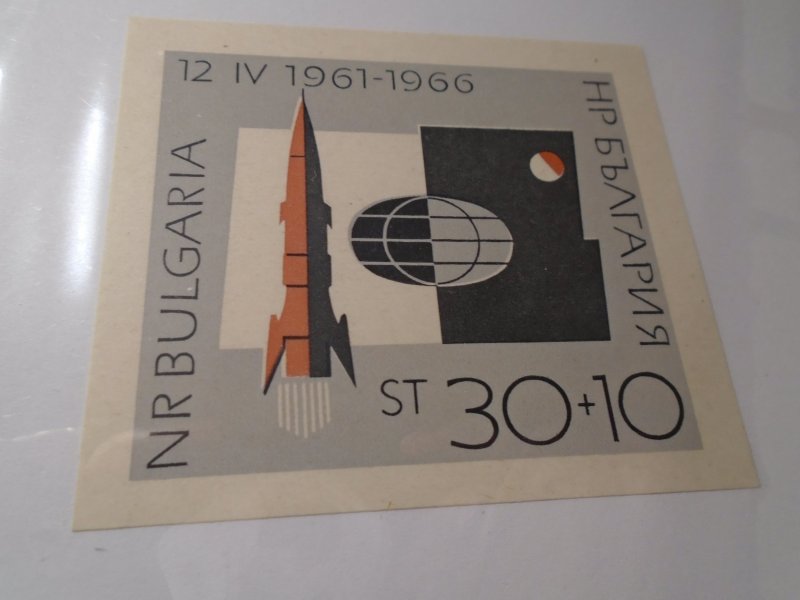 12 IV 1961-1966
NR BULGARIA
НР БЪЛГАРИЯ
ST 30+10